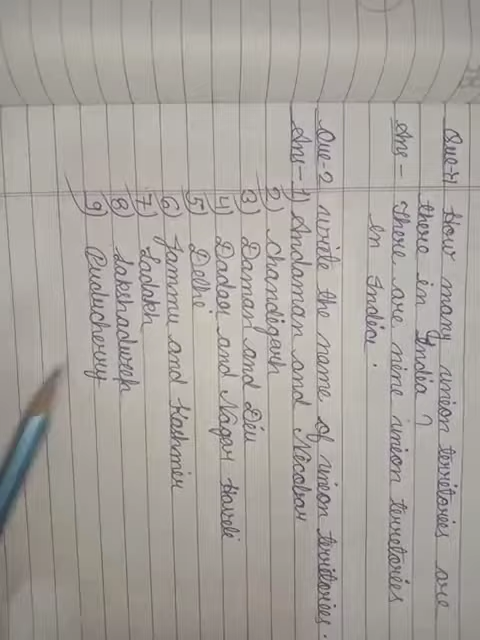 Que-1 How many union territories are
there in India ?
Ans- There are nine union territories
in India.
Que-2 write the name of union territories.
Ans- 1) Andaman and Nicobar
2) Chandigarh
3) Daman and Diu
4) Dadar and Nagar Haveli
5) Delhi
6) Jammu and Kashmir
7) Ladakh
8) Lakshadweep
9) Puducherry